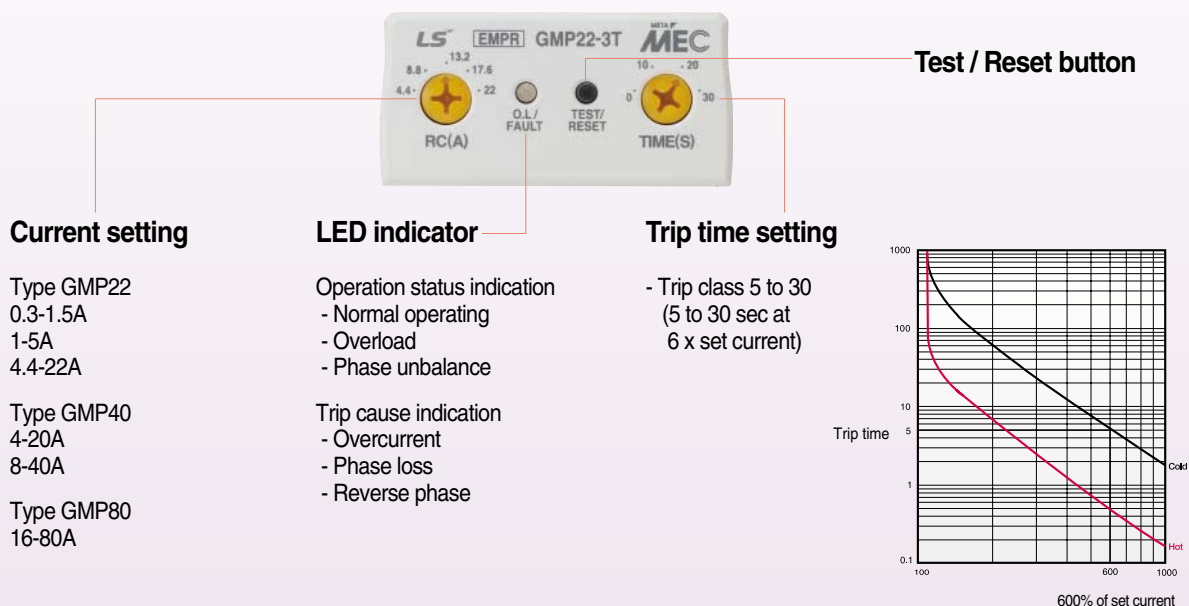 LS EMPR GMP22-3T META MEC
13.2
8.8 17.6
4.4 22
RC(A)
O.L/
FAULT
TEST/
RESET
10 20
0 30
TIME(S)
Test / Reset button
Current setting
Type GMP22
0.3-1.5A
1-5A
4.4-22A
Type GMP40
4-20A
8-40A
Type GMP80
16-80A
LED indicator
Operation status indication
- Normal operating
- Overload
- Phase unbalance
Trip cause indication
- Overcurrent
- Phase loss
- Reverse phase
Trip time setting
- Trip class 5 to 30
(5 to 30 sec at
6 x set current)
1000
100
10
Trip time 5
1
0.1
Cold
Hot
100 600 1000
600% of set current